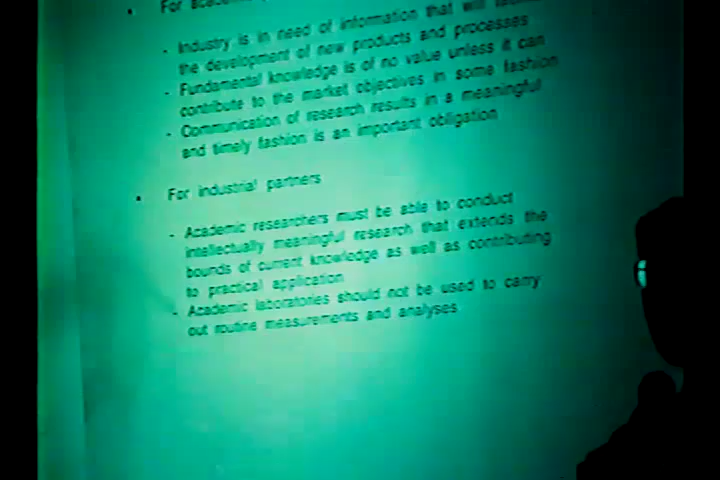 • For
- Industry is in need of information that will
the development of new products and processes
- Fundamental knowledge is of no value unless it can
contribute to the market objectives in some fashion
- Communication of research results in a meaningful
and timely fashion is an important obligation
• For industrial partners
- Academic researchers must be able to conduct
intellectually meaningful research that extends the
bounds of current knowledge as well as contributing
to practical application
- Academic laboratories should not be used to carry
out routine measurements and analyses